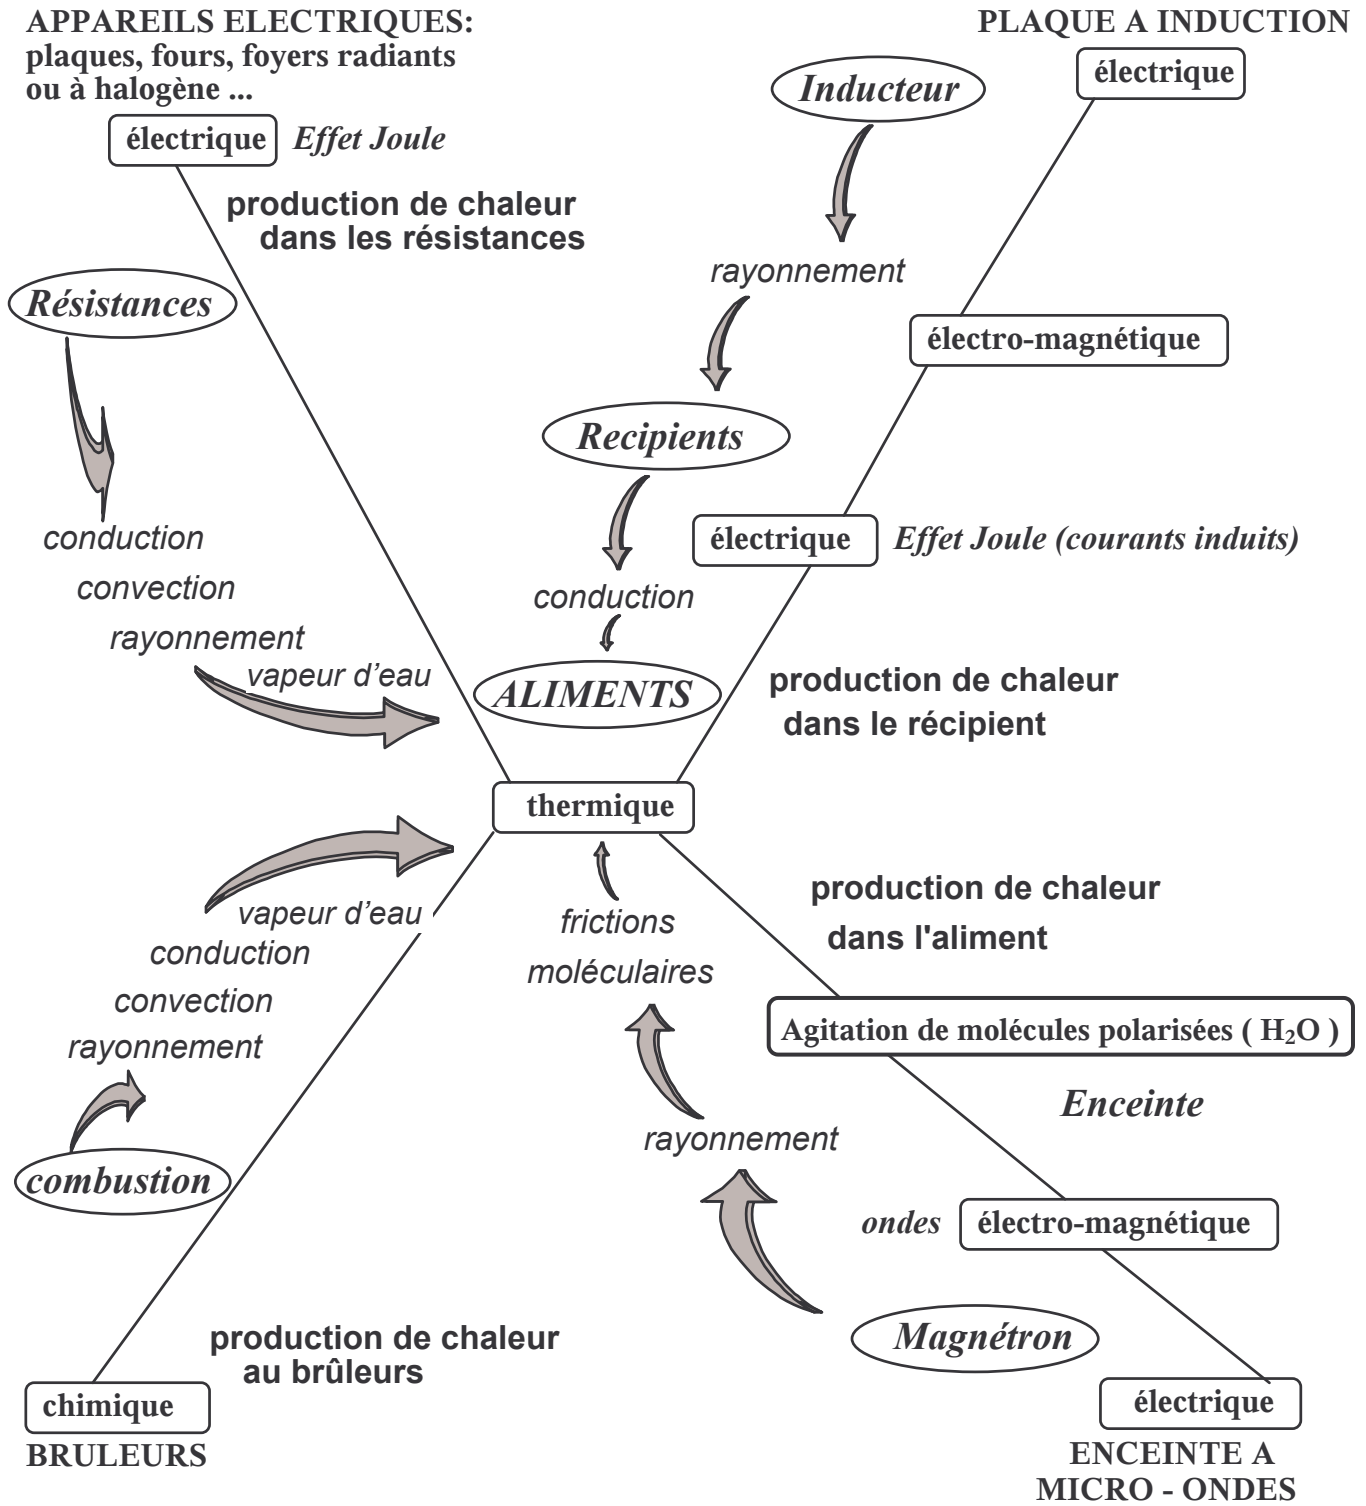 APPAREILS ELECTRIQUES:
plaques, fours, foyers radiants
ou à halogène ...
électrique
Effet Joule
production de chaleur
dans les résistances
Résistances
conduction
convection
rayonnement
vapeur d’eau
PLAQUE A INDUCTION
électrique
Inducteur
rayonnement
électro-magnétique
Recipients
électrique
Effet Joule (courants induits)
conduction
ALIMENTS
production de chaleur
dans le récipient
thermique
vapeur d’eau
conduction
convection
rayonnement
combustion
production de chaleur
au brûleurs
chimique
BRULEURS
production de chaleur
dans l'aliment
frictions
moléculaires
Agitation de molécules polarisées ( H₂O )
Enceinte
rayonnement
ondes
électro-magnétique
Magnétron
électrique
ENCEINTE A
MICRO - ONDES